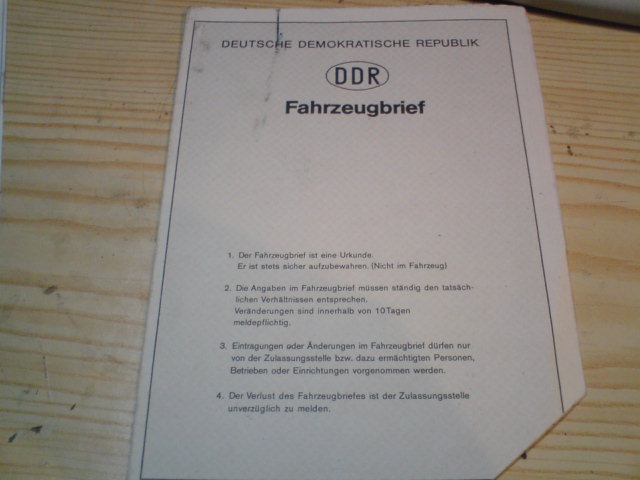 DEUTSCHE DEMOKRATISCHE REPUBLIK
DDR
Fahrzeugbrief
1. Der Fahrzeugbrief ist eine Urkunde.
Er ist stets sicher aufzubewahren. (Nicht im Fahrzeug)
2. Die Angaben im Fahrzeugbrief müssen ständig den tatsäch-
lichen Verhältnissen entsprechen.
Veränderungen sind innerhalb von 10 Tagen
meldepflichtig.
3. Eintragungen oder Änderungen im Fahrzeugbrief dürfen nur
von der Zulassungsstelle bzw. dazu ermächtigten Personen,
Betrieben oder Einrichtungen vorgenommen werden.
4. Der Verlust des Fahrzeugbriefes ist der Zulassungsstelle
unverzüglich zu melden.